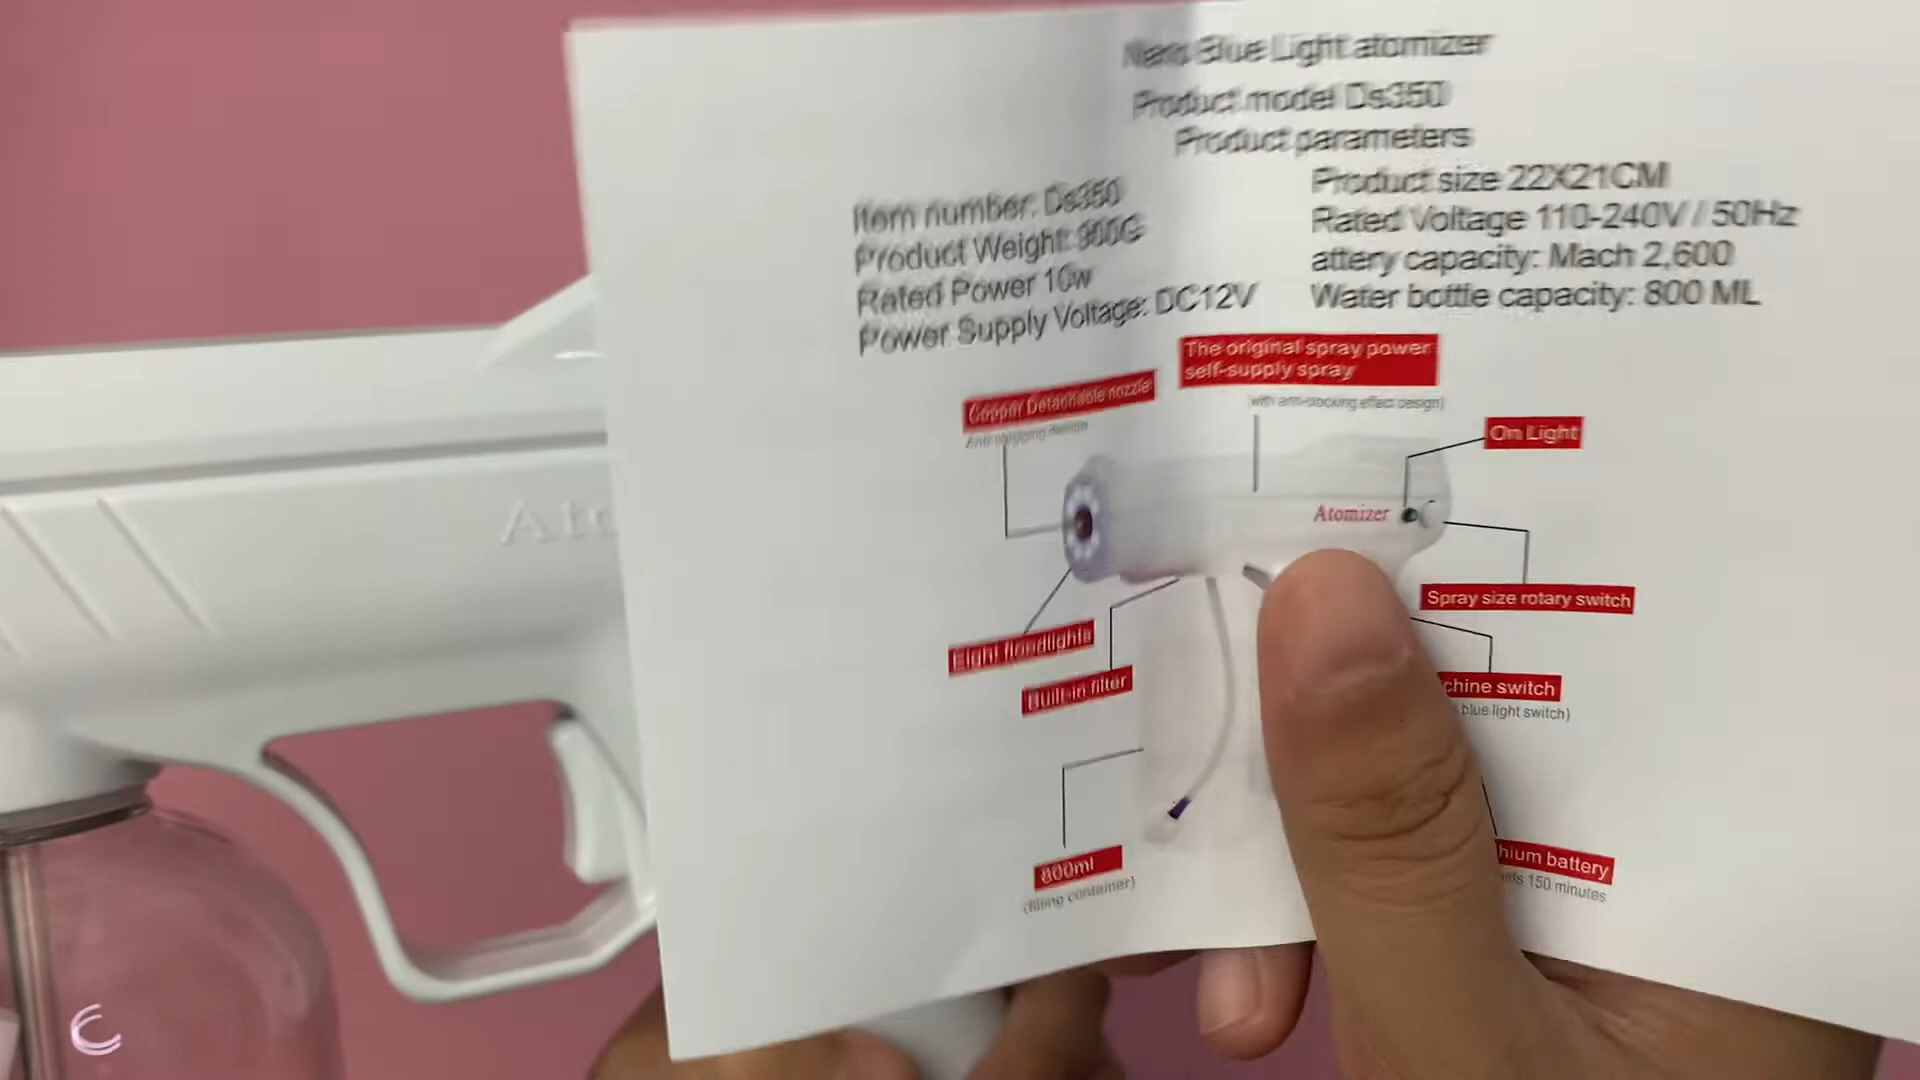 Nano Blue Light atomizer
Product model Ds350
Product parameters
Item number: Ds350
Product Weight: 900G
Rated Power 10w
Power Supply Voltage: DC12V
Product size 22X21CM
Rated Voltage 110-240V / 50Hz
attery capacity: Mach 2,600
Water bottle capacity: 800 ML
The original spray power
self-supply spray
(with anti-clocking effect design)
Copper Detachable nozzle
On Light
Atomizer
Spray size rotary switch
Eight floodlights
Built-in filter
chine switch
blue light switch)
800ml
(filling container)
hium battery
150 minutes
Ato